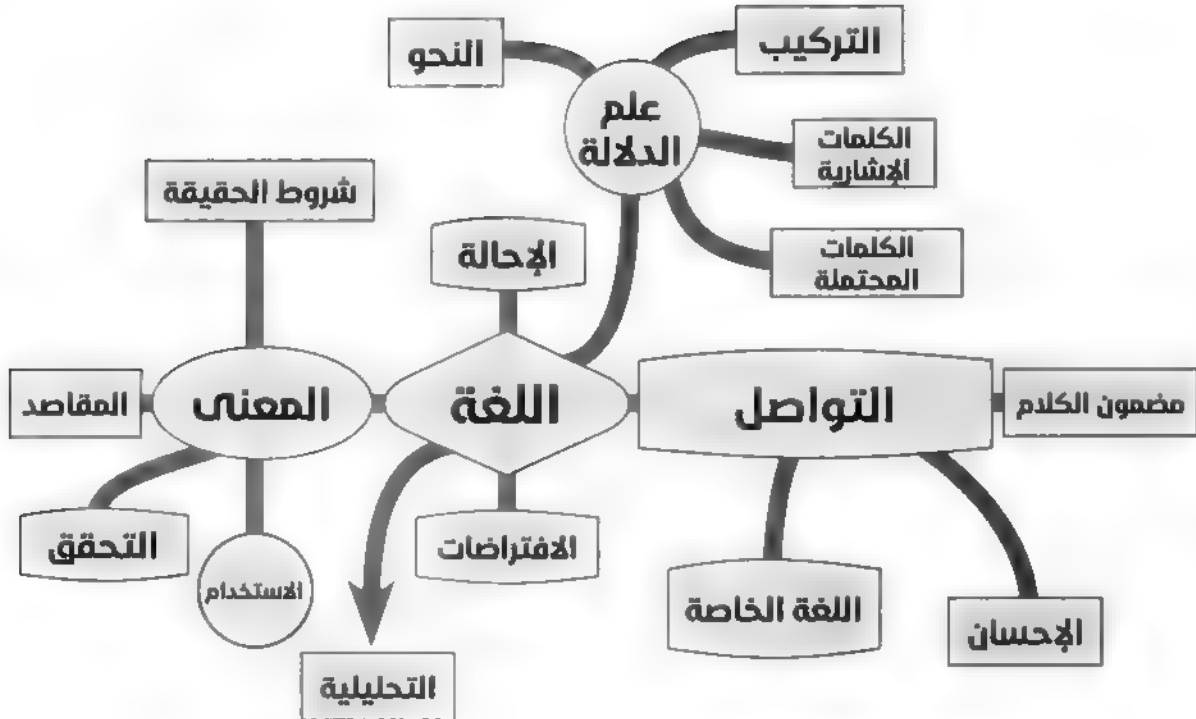 التركيب
النحو
علم
الدلالة
الكلمات
الإشارية
شروط الحقيقة
الكلمات
المحتملة
الإحالة
مضمون الكلام
التواصل
اللغة
المعنى
المقاصد
الافتراضات
التحقق
الاستخدام
اللغة الخاصة
الإحسان
التحليلية